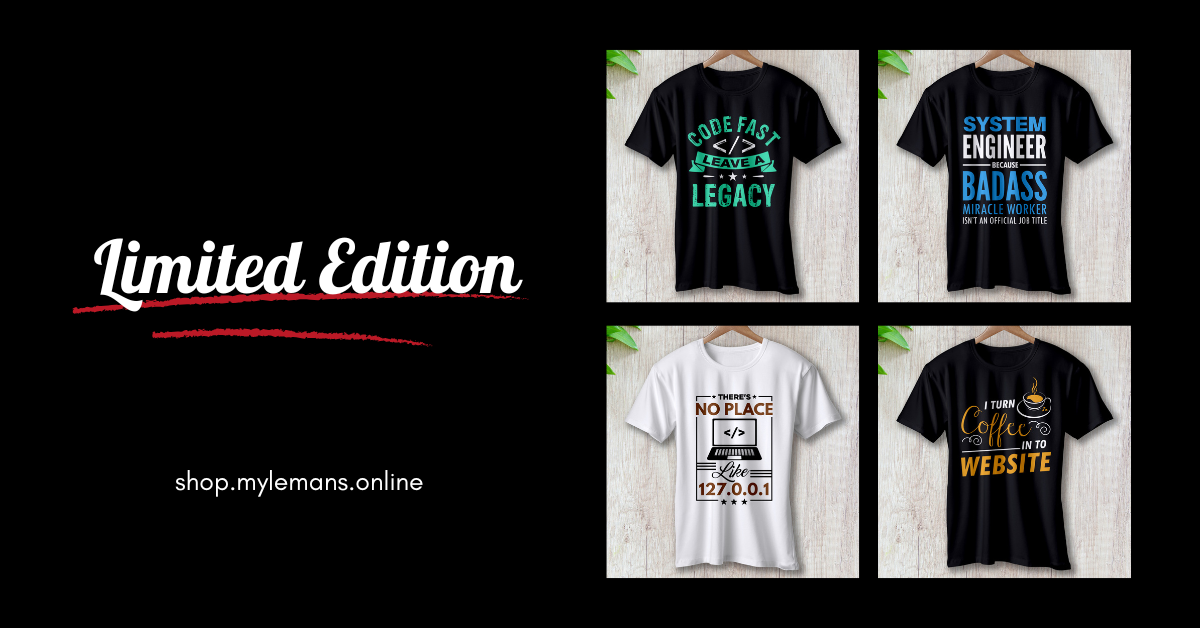 Limited Edition
shop.mylemans.online
CODE FAST
</>
LEAVE A
LEGACY
SYSTEM
ENGINEER
BECAUSE
BADASS
MIRACLE WORKER
ISN'T AN OFFICIAL JOB TITLE
THERE'S
NO PLACE
</>
Like
127.0.0.1
I TURN
Coffee
IN TO
WEBSITE